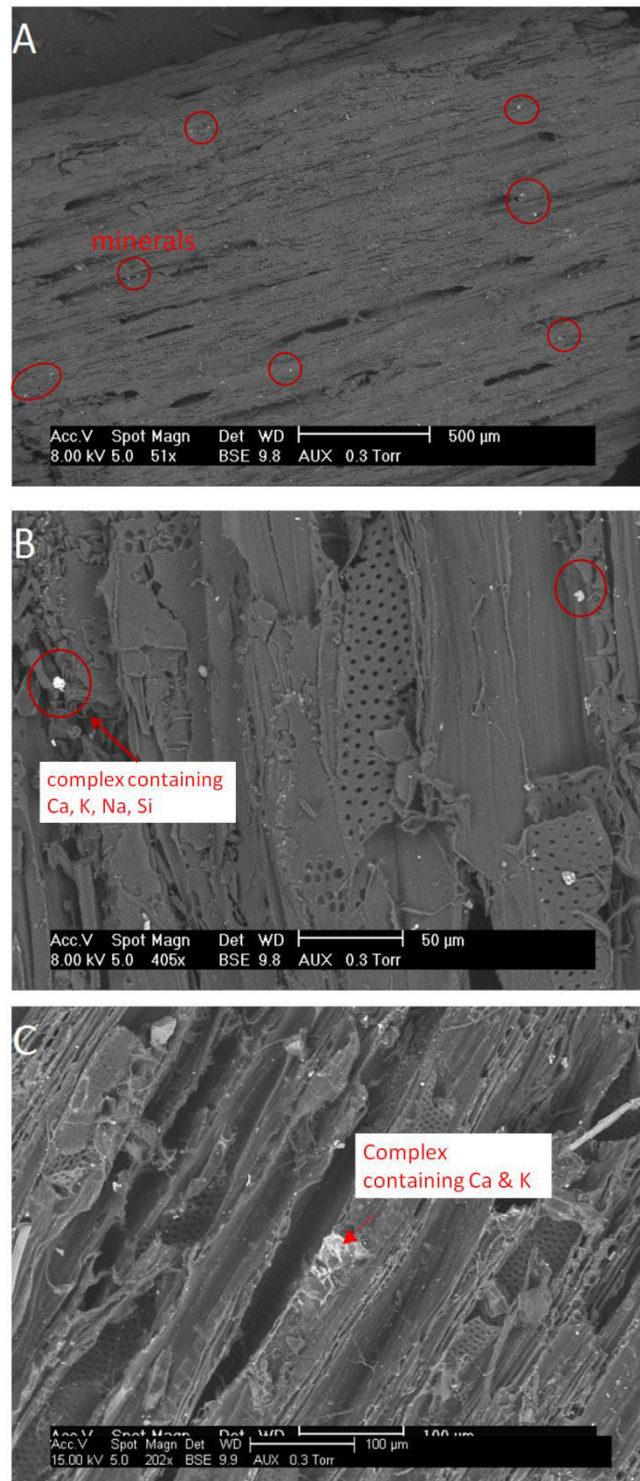 A
minerals
Acc.V Spot Magn Det WD 500 µm
8.00 kV 5.0 51x BSE 9.8 AUX 0.3 Torr
B
complex containing
Ca, K, Na, Si
Acc.V Spot Magn Det WD 50 µm
8.00 kV 5.0 405x BSE 9.8 AUX 0.3 Torr
C
Complex
containing Ca & K
100 µm
Acc.V Spot Magn Det WD 100 µm
15.00 kV 5.0 202x BSE 9.9 AUX 0.3 Torr